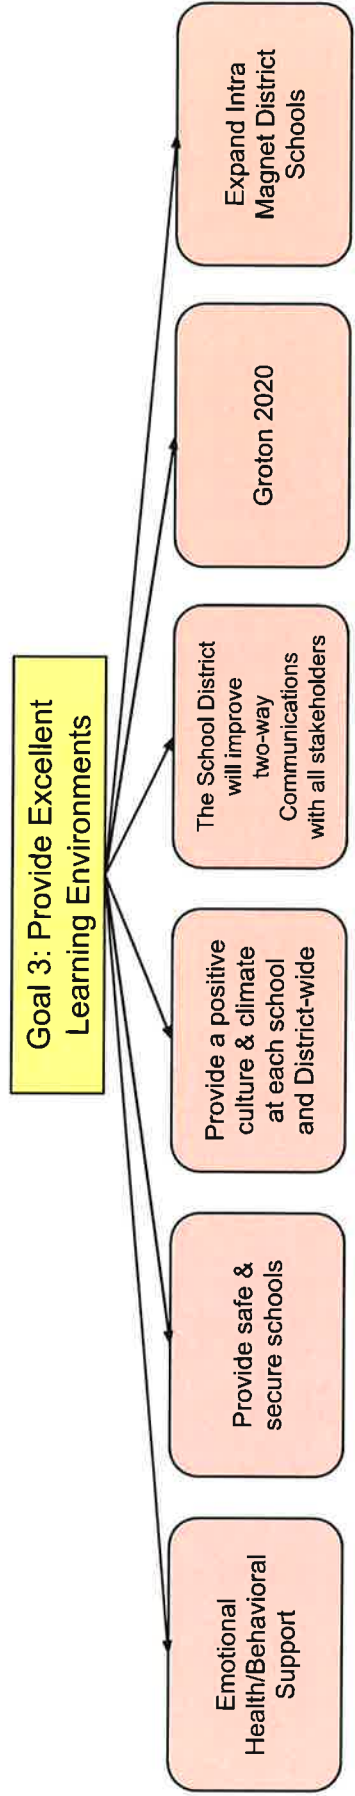 Goal 3: Provide Excellent
Learning Environments
Emotional
Health/Behavioral
Support
Provide safe &
secure schools
Provide a positive
culture & climate
at each school
and District-wide
The School District
will improve
two-way
Communications
with all stakeholders
Groton 2020
Expand Intra
Magnet District
Schools